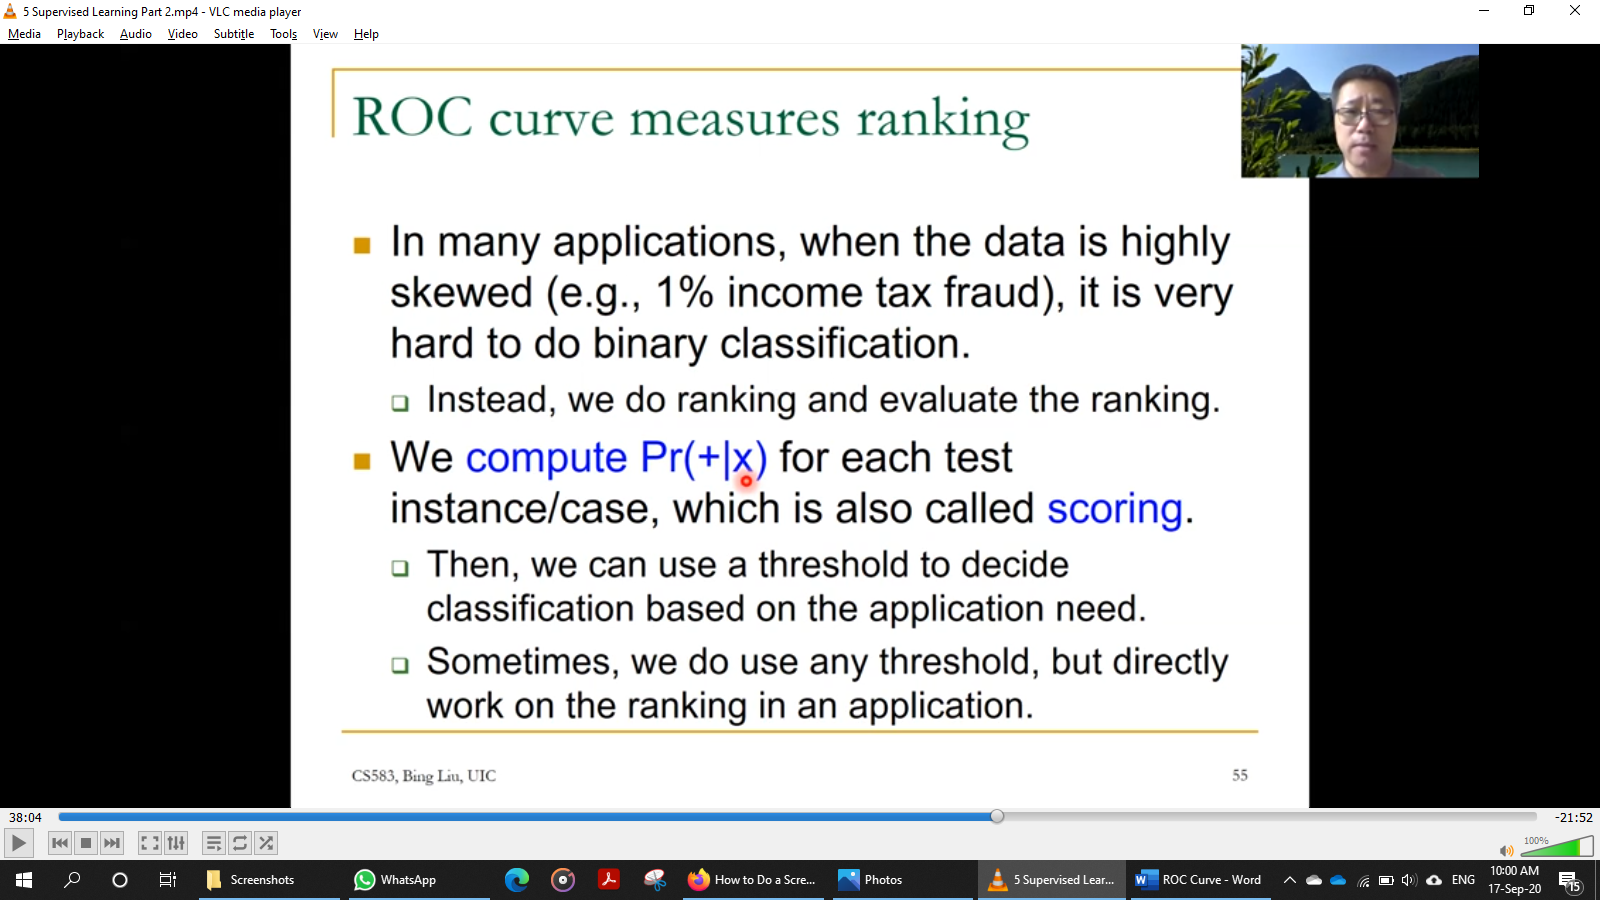 5 Supervised Learning Part 2.mp4 - VLC media player
Media Playback Audio Video Subtitle Tools View Help
ROC curve measures ranking
In many applications, when the data is highly
skewed (e.g., 1% income tax fraud), it is very
hard to do binary classification.
Instead, we do ranking and evaluate the ranking.
We compute Pr(+|x) for each test
instance/case, which is also called scoring.
Then, we can use a threshold to decide
classification based on the application need.
Sometimes, we do use any threshold, but directly
work on the ranking in an application.
CS583, Bing Liu, UIC 55
38:04 -21:52
100%
Screenshots WhatsApp How to Do a Scre... Photos 5 Supervised Lear... ROC Curve - Word ENG 10:00 AM
17-Sep-20 15